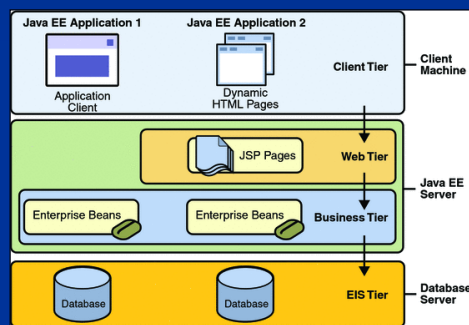 Java EE Application 1
Java EE Application 2
Application
Client
Dynamic
HTML Pages
Client Tier
Client
Machine
JSP Pages
Web Tier
Java EE
Server
Enterprise Beans
Enterprise Beans
Business Tier
Database
Database
EIS Tier
Database
Server